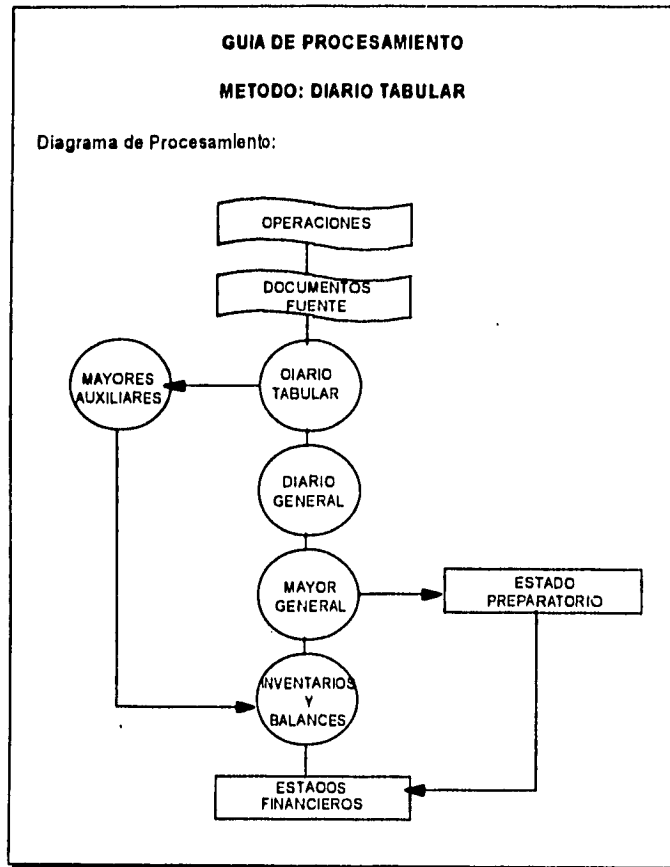 GUIA DE PROCESAMIENTO
METODO: DIARIO TABULAR
Diagrama de Procesamiento:
OPERACIONES
DOCUMENTOS
FUENTE
MAYORES
AUXILIARES
DIARIO
TABULAR
DIARIO
GENERAL
MAYOR
GENERAL
ESTADO
PREPARATORIO
INVENTARIOS
Y
BALANCES
ESTADOS
FINANCIEROS